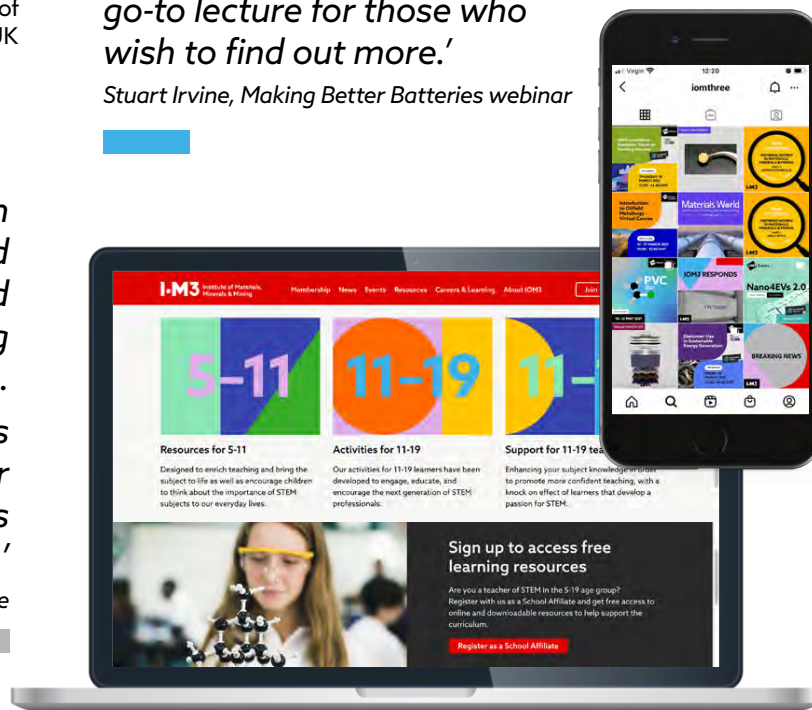 of
UK
go-to lecture for those who
wish to find out more.'
Stuart Irvine, Making Better Batteries webinar
n
d
d
g
.
s
r
s
'
e
Virgin
12:20
iomthree
Materials World
PVC
IOM3 RESPONDS
Nano4EVs 2.0
BREAKING NEWS
I·M3 Institute of Materials,
Minerals & Mining
Membership News Events Resources Careers & Learning About IOM3
Join
5–11
11–19
Resources for 5-11
Designed to enrich teaching and bring the
subject to life as well as encourage children
to think about the importance of STEM
subjects to our everyday lives.
Activities for 11-19
Our activities for 11-19 learners have been
developed to engage, educate, and
encourage the next generation of STEM
professionals.
Support for 11-19 tea
Enhancing your subject knowledge in order
to promote more confident teaching, with a
knock on effect of learners that develop a
passion for STEM.
Sign up to access free
learning resources
Are you a teacher of STEM in the 5-19 age group?
Register with us as a School Affiliate and get free access to
online and downloadable resources to help support the
curriculum.
Register as a School Affiliate